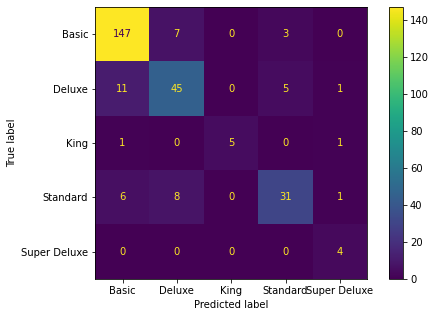 Basic 147 7 0 3 0
Deluxe 11 45 0 5 1
King 1 0 5 0 1
Standard 6 8 0 31 1
Super Deluxe 0 0 0 0 4
Basic Deluxe King Standard Super Deluxe
Predicted label
True label
140
120
100
80
60
40
20
0